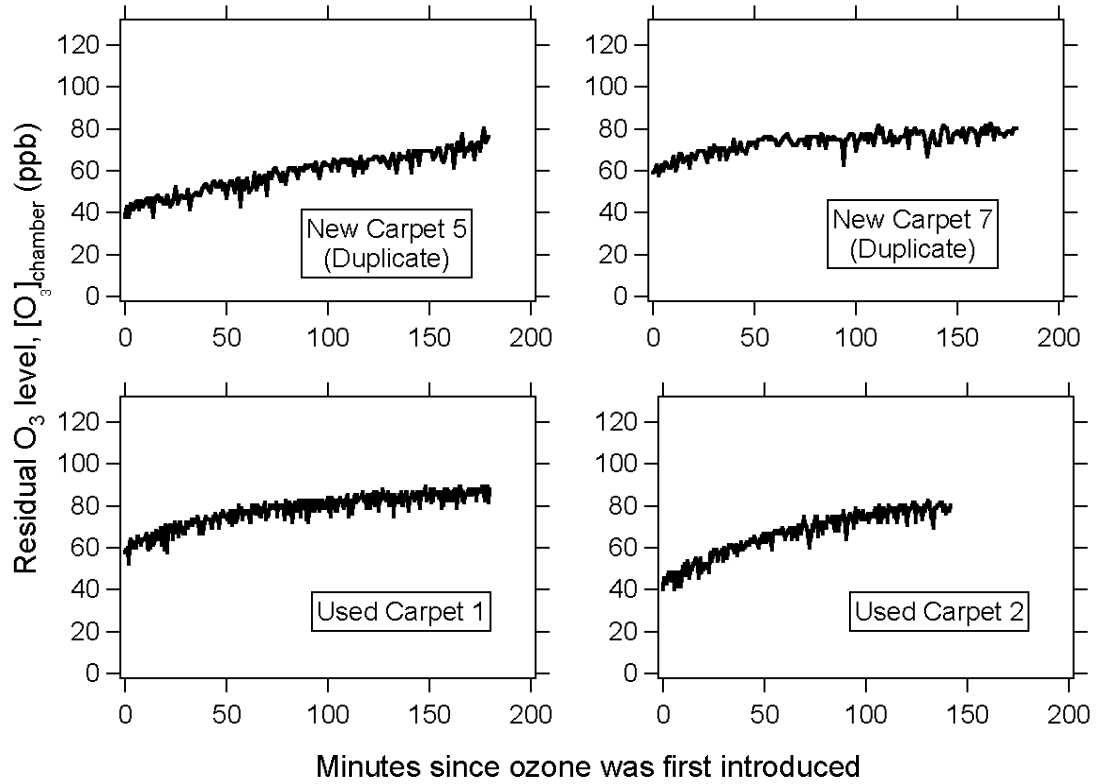 Residual O₃ level, [O₃]chamber (ppb)
120
100
80
60
40
20
0
0 50 100 150 200
New Carpet 5
(Duplicate)
120
100
80
60
40
20
0
0 50 100 150 200
New Carpet 7
(Duplicate)
120
100
80
60
40
20
0
0 50 100 150 200
Used Carpet 1
120
100
80
60
40
20
0
0 50 100 150 200
Used Carpet 2
Minutes since ozone was first introduced